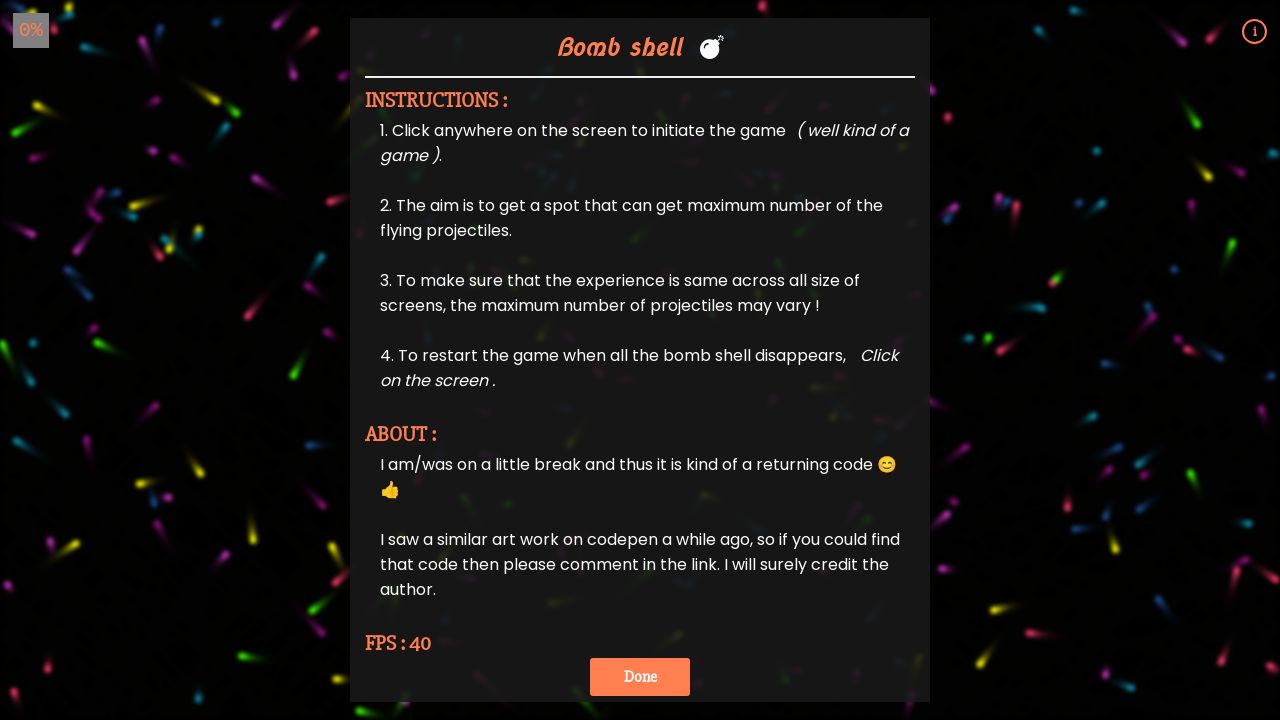 0%
i
Bomb shell 💣
INSTRUCTIONS :
1. Click anywhere on the screen to initiate the game ( well kind of a
game ).
2. The aim is to get a spot that can get maximum number of the
flying projectiles.
3. To make sure that the experience is same across all size of
screens, the maximum number of projectiles may vary !
4. To restart the game when all the bomb shell disappears, Click
on the screen .
ABOUT :
I am/was on a little break and thus it is kind of a returning code 😊
👍
I saw a similar art work on codepen a while ago, so if you could find
that code then please comment in the link. I will surely credit the
author.
FPS : 40
Done